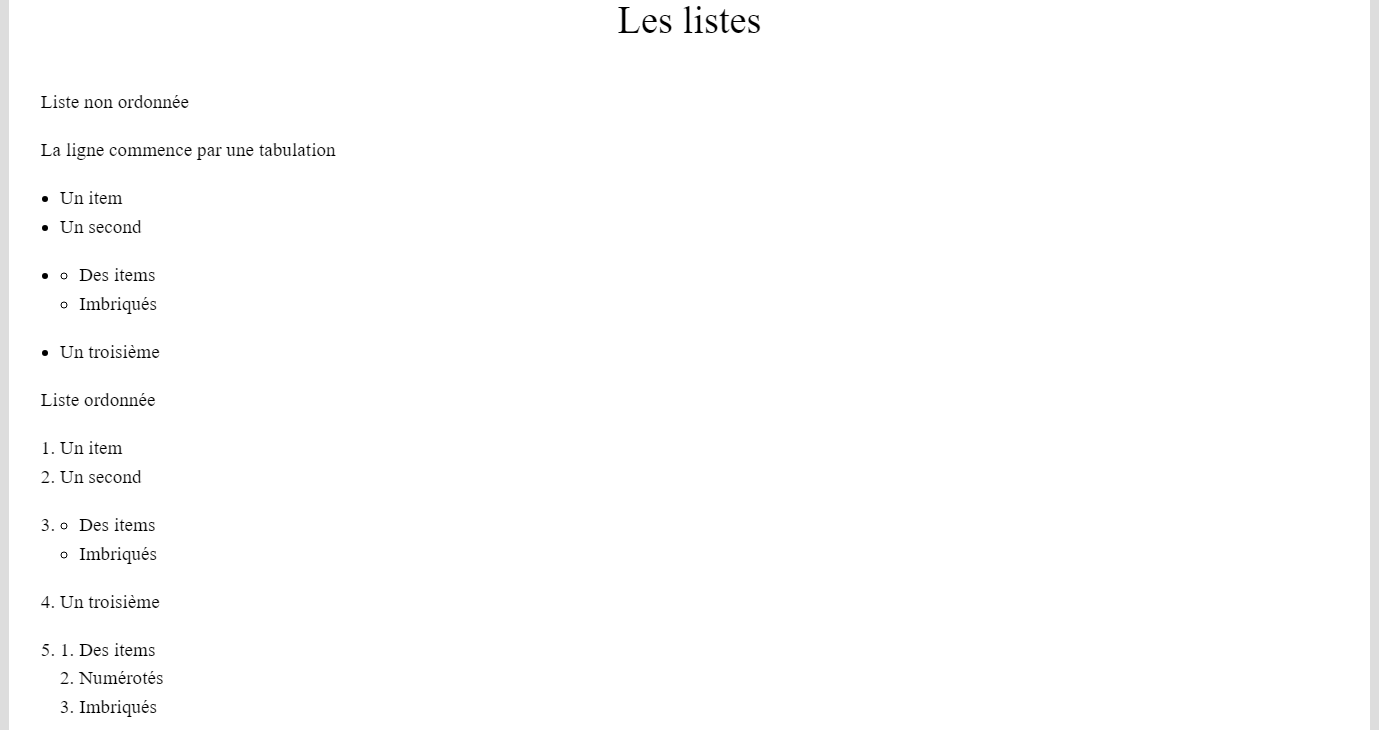 Les listes
Liste non ordonnée
La ligne commence par une tabulation
• Un item
• Un second
• ◦ Des items
◦ Imbriqués
• Un troisième
Liste ordonnée
1. Un item
2. Un second
3. ◦ Des items
◦ Imbriqués
4. Un troisième
5. 1. Des items
2. Numérotés
3. Imbriqués